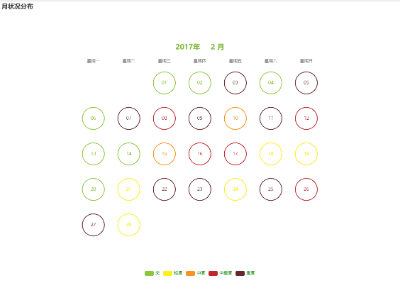 月状况分布
2017年 2 月
星期一 星期二 星期三 星期四 星期五 星期六 星期日
01 02 03 04 05
06 07 08 09 10 11 12
13 14 15 16 17 18 19
20 21 22 23 24 25 26
27 28
无 轻度 中度 中重度 重度